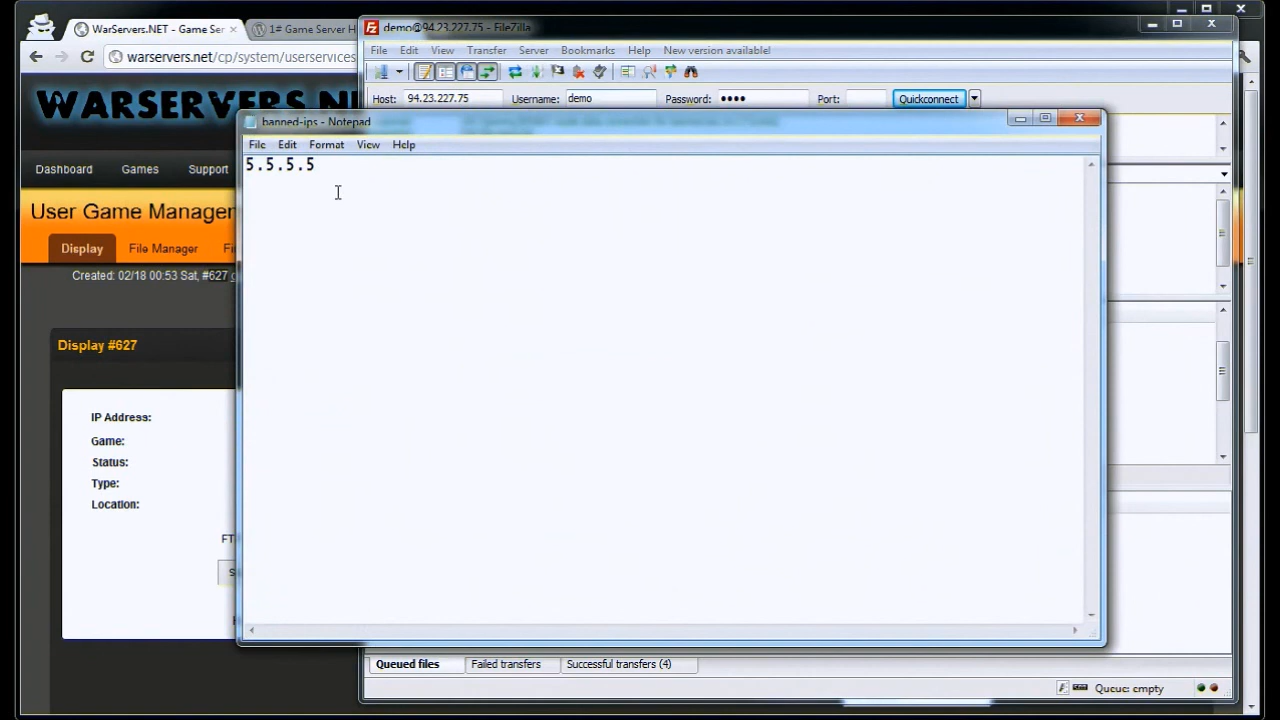 WarServers.NET - Game Ser
1# Game Server H
warservers.net/cp/system/userservices
WARSERVERS.NE
Dashboard Games Support
User Game Manager
Display File Manager
Created: 02/18 00:53 Sat, #627
Display #627
IP Address:
Game:
Status:
Type:
Location:
demo@94.23.227.75 - FileZilla
File Edit View Transfer Server Bookmarks Help New version available!
Host: 94.23.227.75 Username: demo Password: •••• Port: Quickconnect
banned-ips - Notepad
File Edit Format View Help
5.5.5.5
Queued files Failed transfers Successful transfers (4)
Queue: empty